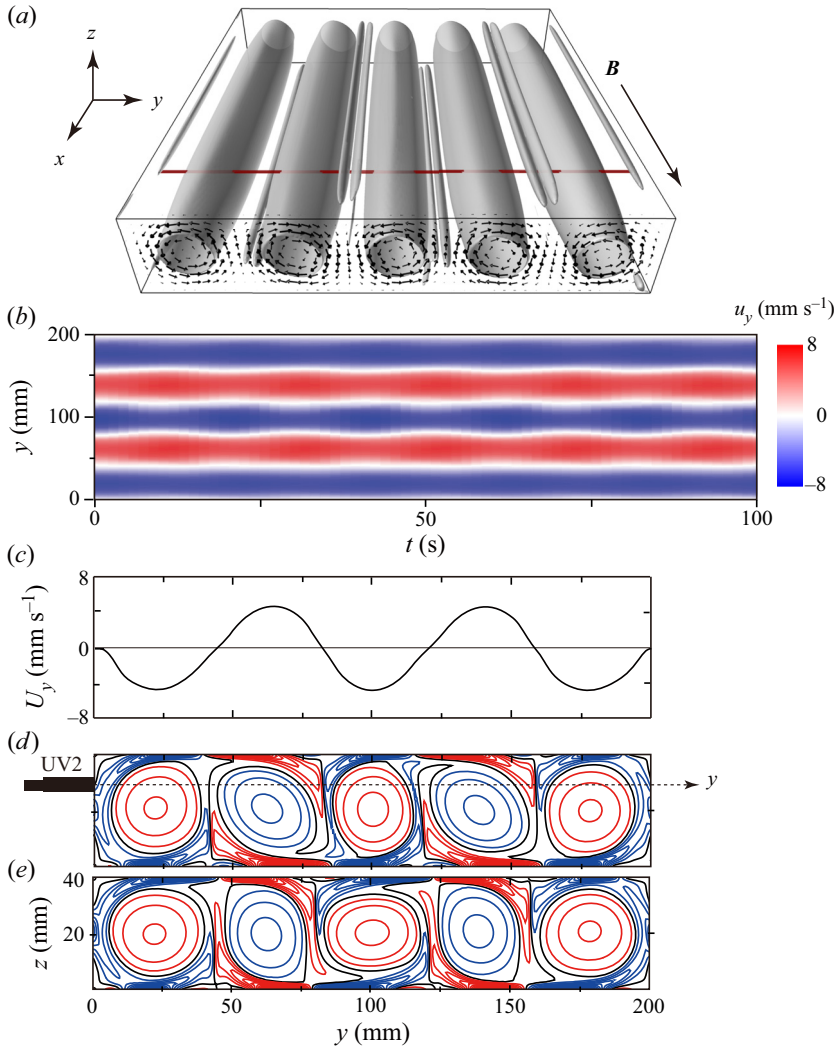 (a)
z
y
x
B
(b)
u_y (mm s⁻¹)
200
100
0
y (mm)
8
0
–8
0
50
100
t (s)
(c)
8
0
–8
U_y (mm s⁻¹)
(d)
UV2
y
(e)
40
20
z (mm)
0
50
100
150
200
y (mm)